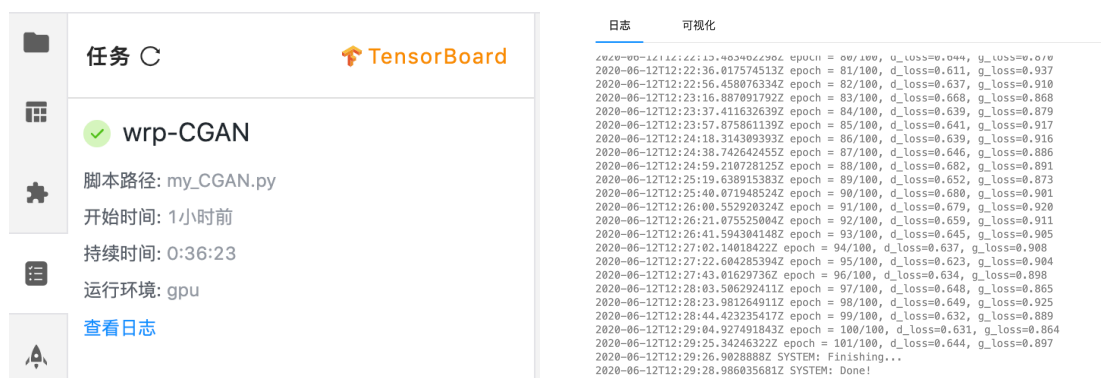 任务
TensorBoard
wrp-CGAN
脚本路径: my_CGAN.py
开始时间: 1小时前
持续时间: 0:36:23
运行环境: gpu
查看日志
日志
可视化
2020-06-12T12:22:15.483462298Z epoch = 80/100, d_loss=0.644, g_loss=0.870
2020-06-12T12:22:36.017574513Z epoch = 81/100, d_loss=0.611, g_loss=0.937
2020-06-12T12:22:56.458076334Z epoch = 82/100, d_loss=0.637, g_loss=0.910
2020-06-12T12:23:16.887091792Z epoch = 83/100, d_loss=0.668, g_loss=0.868
2020-06-12T12:23:37.411632639Z epoch = 84/100, d_loss=0.639, g_loss=0.879
2020-06-12T12:23:57.875861139Z epoch = 85/100, d_loss=0.641, g_loss=0.917
2020-06-12T12:24:18.314309393Z epoch = 86/100, d_loss=0.639, g_loss=0.916
2020-06-12T12:24:38.742642455Z epoch = 87/100, d_loss=0.646, g_loss=0.886
2020-06-12T12:24:59.210728125Z epoch = 88/100, d_loss=0.682, g_loss=0.891
2020-06-12T12:25:19.638915383Z epoch = 89/100, d_loss=0.652, g_loss=0.873
2020-06-12T12:25:40.071948524Z epoch = 90/100, d_loss=0.680, g_loss=0.901
2020-06-12T12:26:00.552920324Z epoch = 91/100, d_loss=0.679, g_loss=0.920
2020-06-12T12:26:21.075525004Z epoch = 92/100, d_loss=0.659, g_loss=0.911
2020-06-12T12:26:41.594304148Z epoch = 93/100, d_loss=0.645, g_loss=0.905
2020-06-12T12:27:02.14018422Z epoch = 94/100, d_loss=0.637, g_loss=0.908
2020-06-12T12:27:22.604285394Z epoch = 95/100, d_loss=0.623, g_loss=0.904
2020-06-12T12:27:43.01629736Z epoch = 96/100, d_loss=0.634, g_loss=0.898
2020-06-12T12:28:03.506292411Z epoch = 97/100, d_loss=0.648, g_loss=0.865
2020-06-12T12:28:23.981264911Z epoch = 98/100, d_loss=0.649, g_loss=0.925
2020-06-12T12:28:44.423235417Z epoch = 99/100, d_loss=0.632, g_loss=0.889
2020-06-12T12:29:04.927491843Z epoch = 100/100, d_loss=0.631, g_loss=0.864
2020-06-12T12:29:25.34246322Z epoch = 101/100, d_loss=0.644, g_loss=0.897
2020-06-12T12:29:26.9028888Z SYSTEM: Finishing...
2020-06-12T12:29:28.986035681Z SYSTEM: Done!